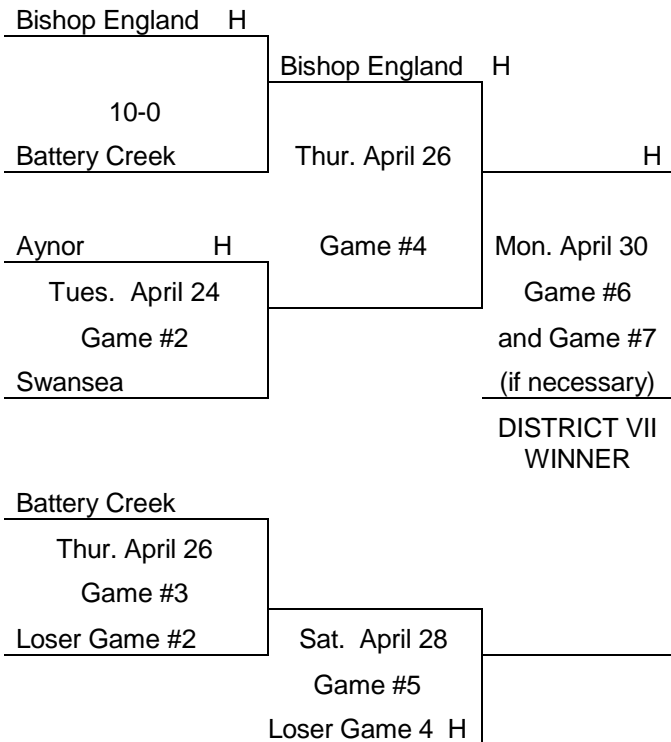 Bishop England H
Bishop England H
10-0
Battery Creek
Thur. April 26
H
Aynor H
Game #4
Mon. April 30
Tues. April 24
Game #6
Game #2
and Game #7
Swansea
(if necessary)
DISTRICT VII
WINNER
Battery Creek
Thur. April 26
Game #3
Loser Game #2
Sat. April 28
Game #5
Loser Game 4 H